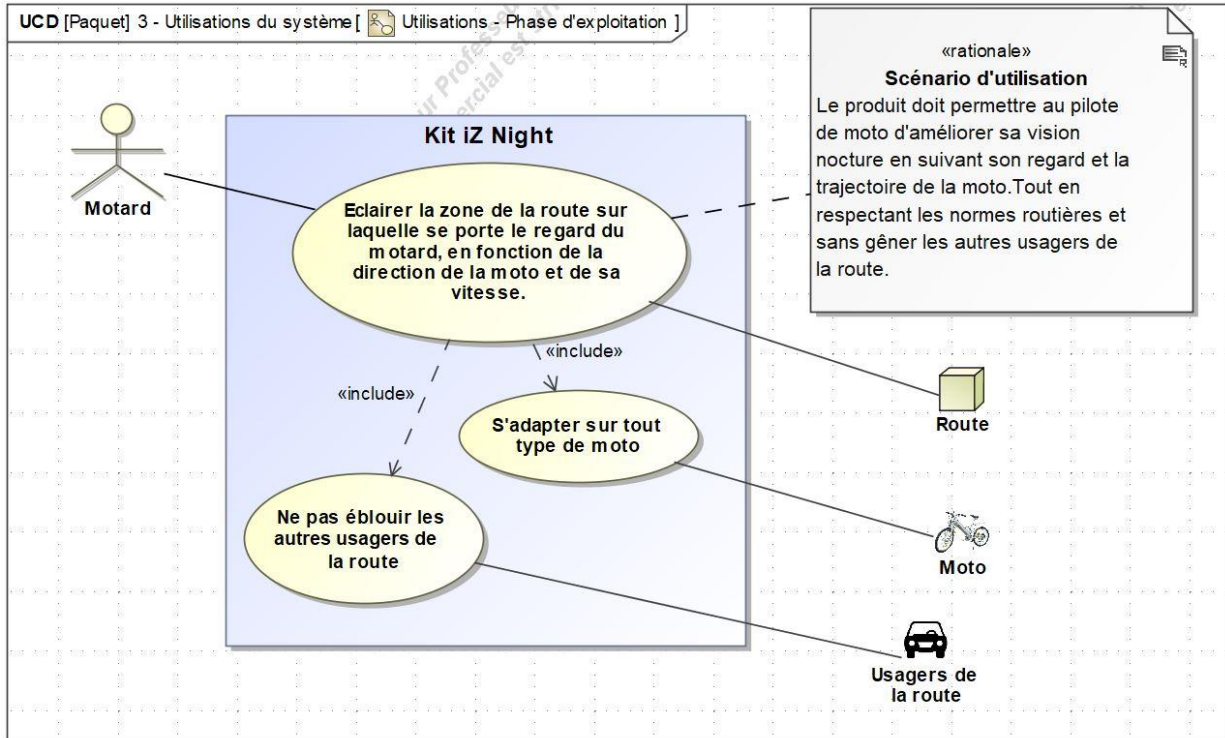 UCD [Paquet] 3 - Utilisations du système [ Utilisations - Phase d'exploitation ]
«rationale»
Scénario d'utilisation
Le produit doit permettre au pilote
de moto d'améliorer sa vision
nocture en suivant son regard et la
trajectoire de la moto.Tout en
respectant les normes routières et
sans gêner les autres usagers de
la route.
Kit iZ Night
Motard
Eclairer la zone de la route sur
laquelle se porte le regard du
motard, en fonction de la
direction de la moto et de sa
vitesse.
«include»
«include»
S'adapter sur tout
type de moto
Route
Ne pas éblouir les
autres usagers de
la route
Moto
Usagers de
la route